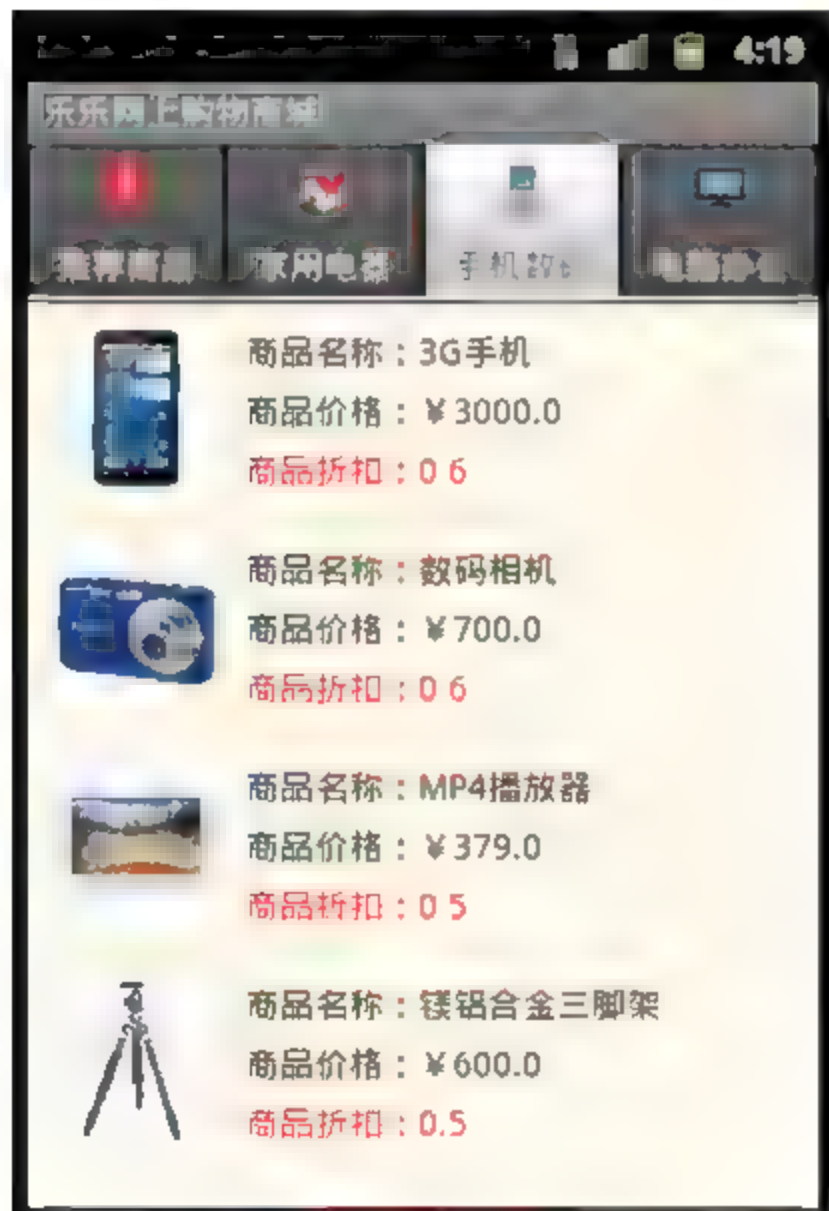 4:19
乐乐网上购物商城
家用电器 手机数
商品名称：3G手机
商品价格：￥3000.0
商品折扣：0.6
商品名称：数码相机
商品价格：￥700.0
商品折扣：0.6
商品名称：MP4播放器
商品价格：￥379.0
商品折扣：0.5
商品名称：镁铝合金三脚架
商品价格：￥600.0
商品折扣：0.5